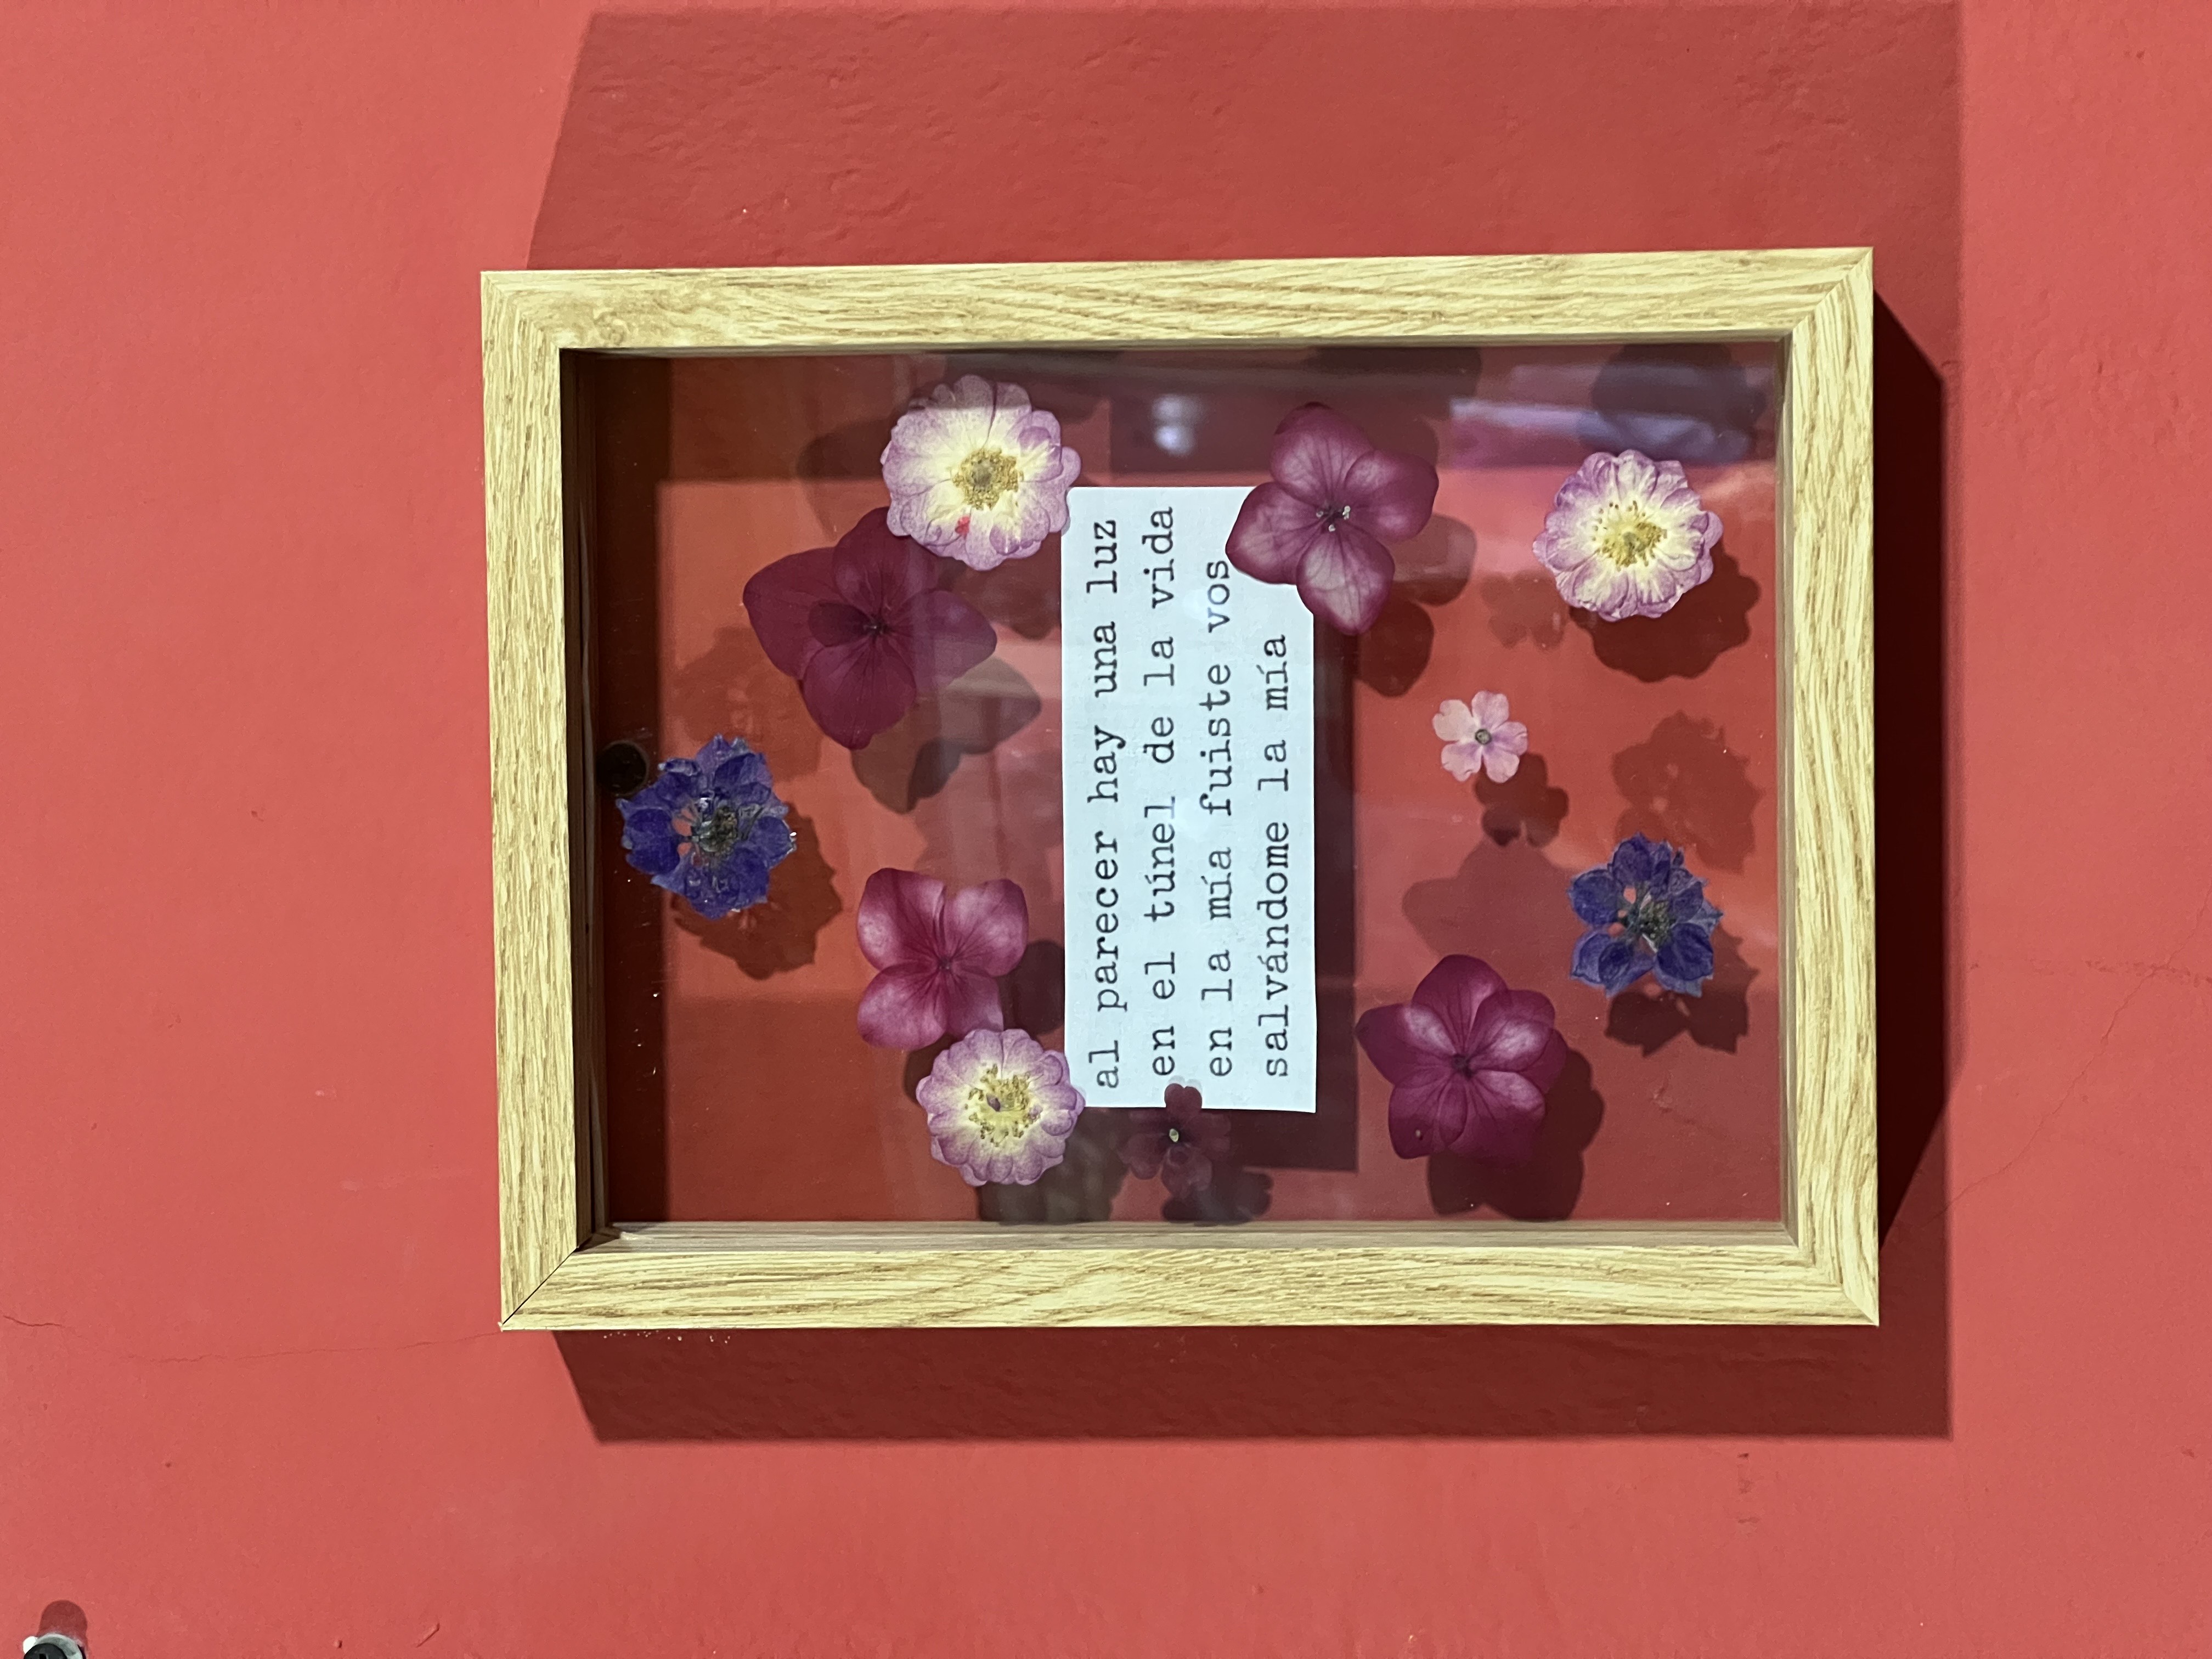 al parecer hay una luz
en el túnel de la vida
en la mía fuiste vos
salvándome la mía